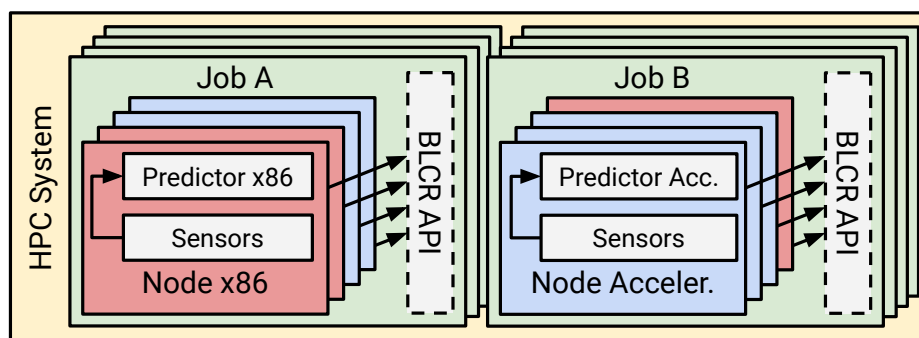 HPC System
Job A
Predictor x86
Sensors
Node x86
BLCR API
Job B
Predictor Acc.
Sensors
Node Acceler.
BLCR API